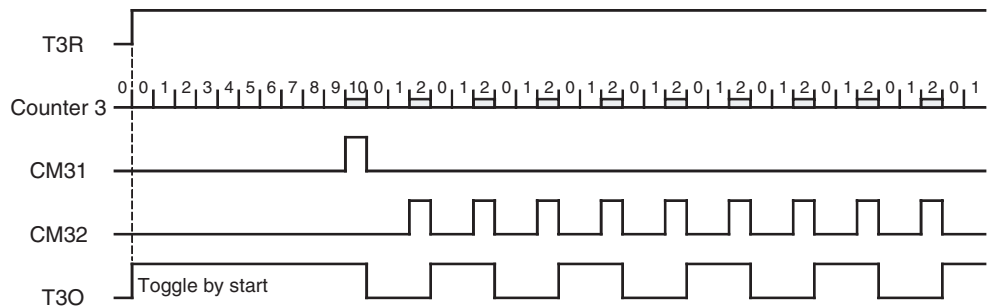 T3R
0 0 1 2 3 4 5 6 7 8 9 10 0 1 2 0 1 2 0 1 2 0 1 2 0 1 2 0 1 2 0 1 2 0 1 2 0 1 2 0 1
Counter 3
CM31
CM32
Toggle by start
T3O